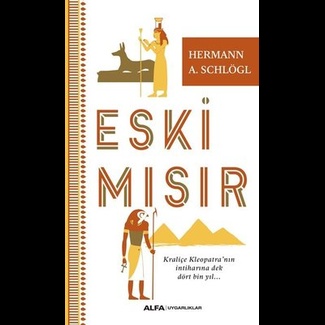 HERMANN
A. SCHLÖGL
ESKİ
MISIR
Kraliçe Kleopatra'nın
intiharına dek
dört bin yıl...
ALFA | UYGARLIKLAR